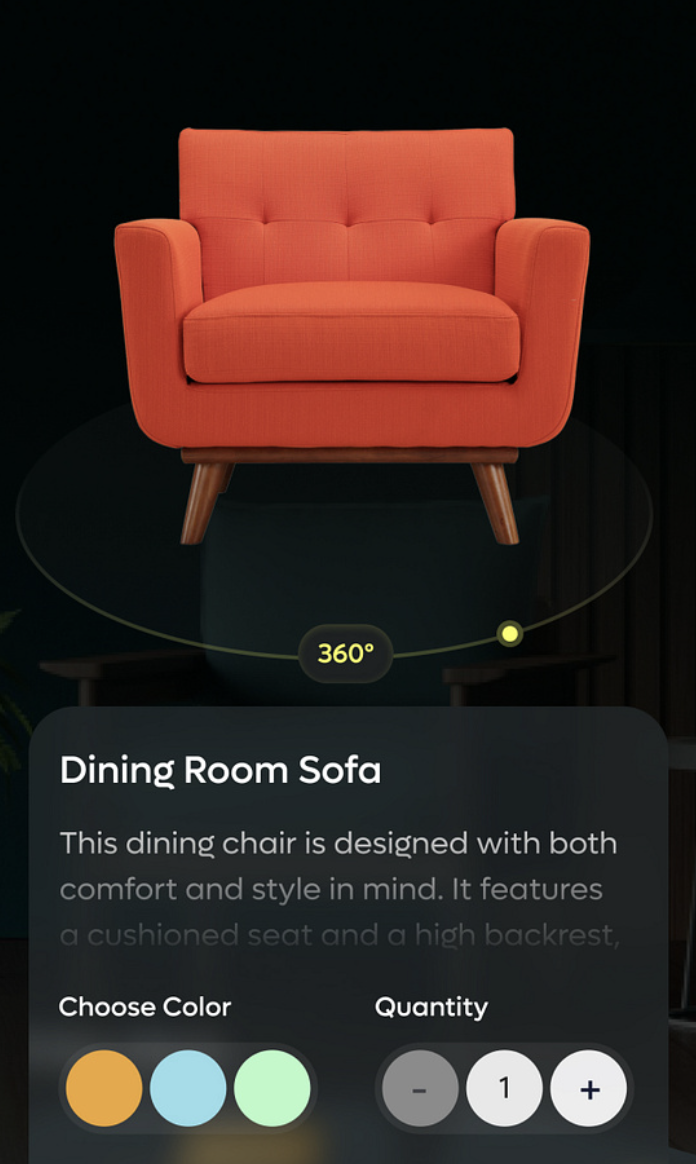 360°
Dining Room Sofa
This dining chair is designed with both
comfort and style in mind. It features
a cushioned seat and a high backrest,
Choose Color
Quantity
- 1 +